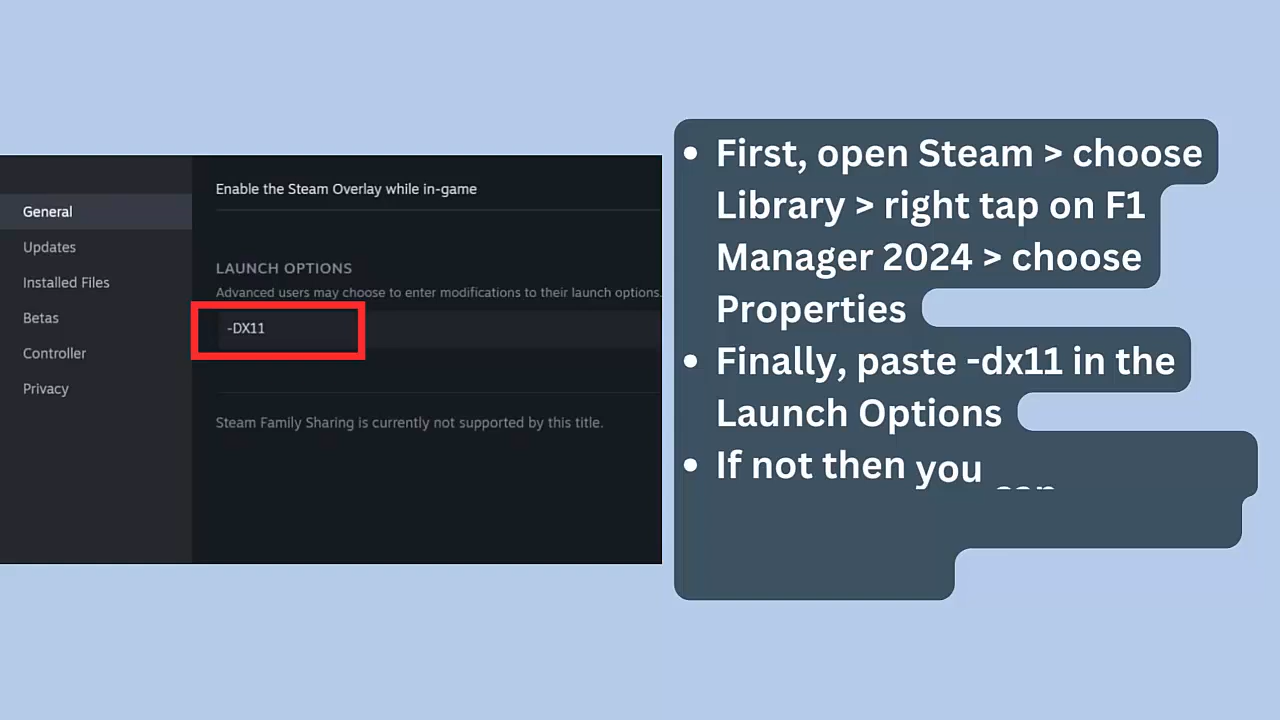 Enable the Steam Overlay while in-game
General
Updates
Installed Files
Betas
Controller
Privacy
LAUNCH OPTIONS
Advanced users may choose to enter modifications to their launch options.
-DX11
Steam Family Sharing is currently not supported by this title.
• First, open Steam > choose
Library > right tap on F1
Manager 2024 > choose
Properties
• Finally, paste -dx11 in the
Launch Options
• If not then you